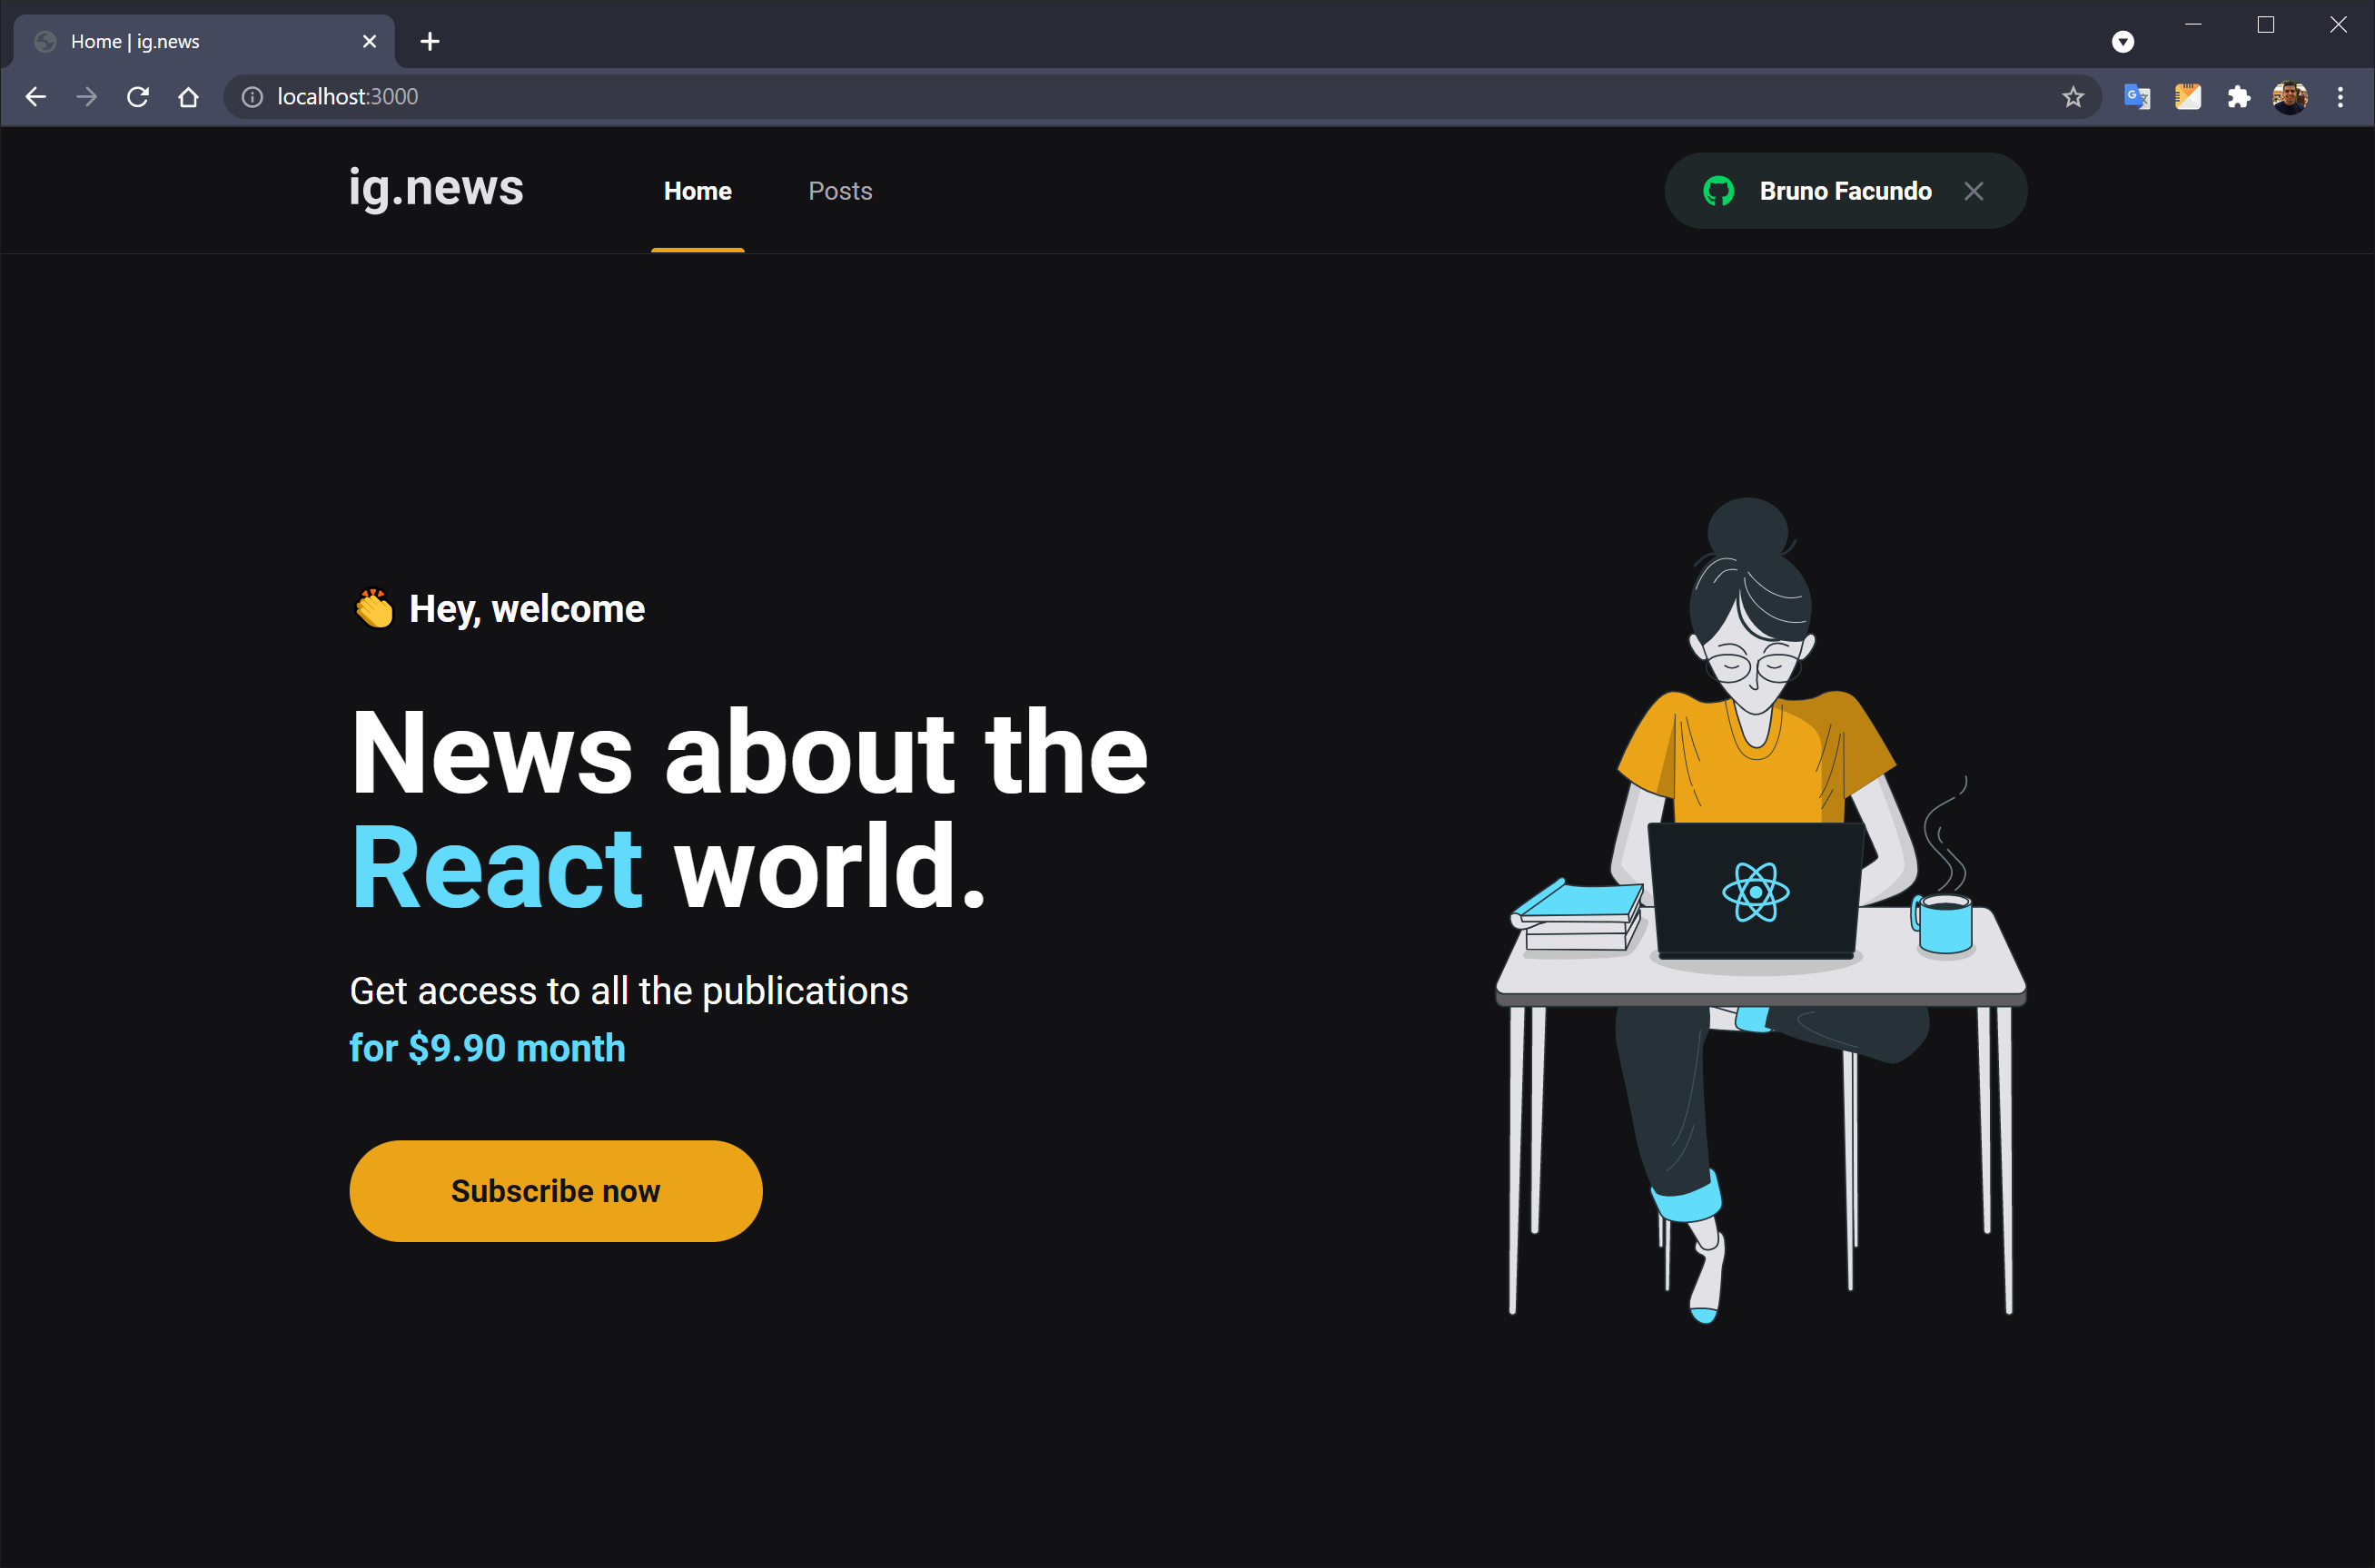 Home | ig.news
localhost:3000
ig.news
Home
Posts
Bruno Facundo
👏 Hey, welcome
News about the
React world.
Get access to all the publications
for $9.90 month
Subscribe now